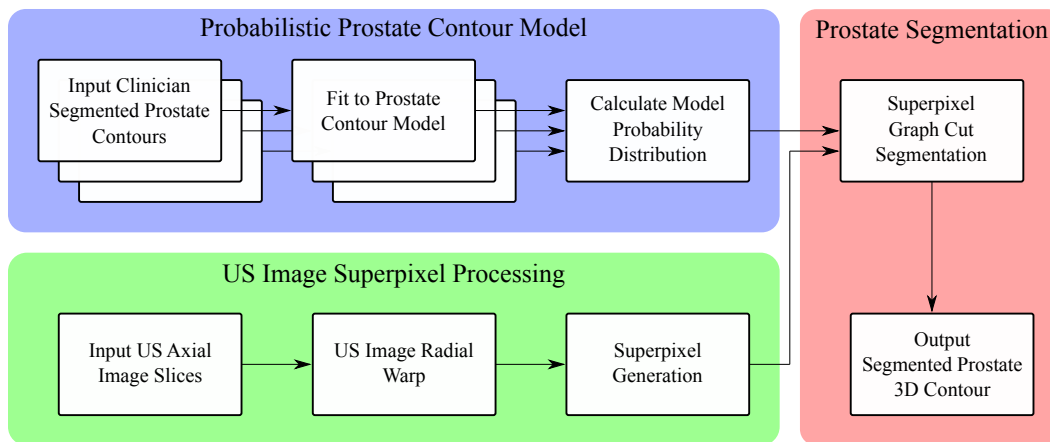 Probabilistic Prostate Contour Model
Input Clinician
Segmented Prostate
Contours
Fit to Prostate
Contour Model
Calculate Model
Probability
Distribution
US Image Superpixel Processing
Input US Axial
Image Slices
US Image Radial
Warp
Superpixel
Generation
Prostate Segmentation
Superpixel
Graph Cut
Segmentation
Output
Segmented Prostate
3D Contour